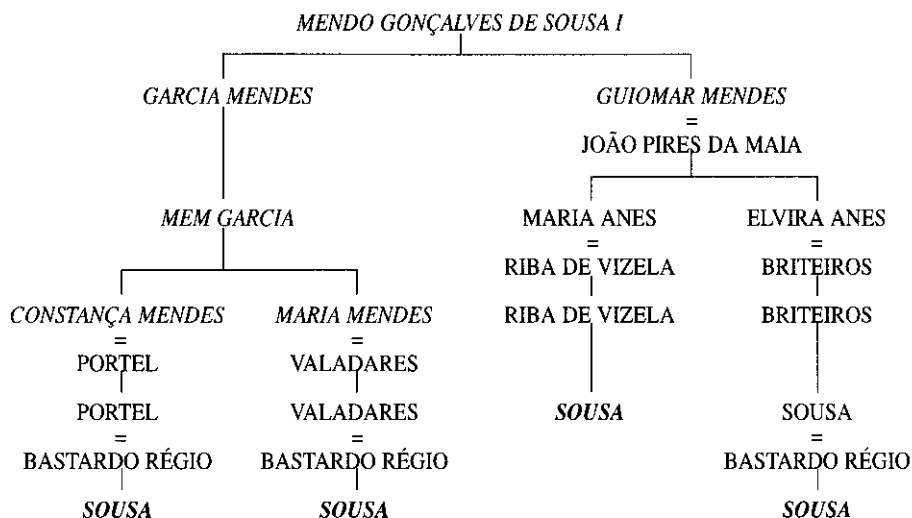 MENDO GONÇALVES DE SOUSA I
GARCIA MENDES GUIOMAR MENDES
=
JOÃO PIRES DA MAIA
MEM GARCIA MARIA ANES ELVIRA ANES
= =
RIBA DE VIZELA BRITEIROS
CONSTANÇA MENDES MARIA MENDES RIBA DE VIZELA BRITEIROS
= =
PORTEL VALADARES
PORTEL VALADARES SOUSA SOUSA
= = =
BASTARDO RÉGIO BASTARDO RÉGIO BASTARDO RÉGIO
SOUSA SOUSA SOUSA